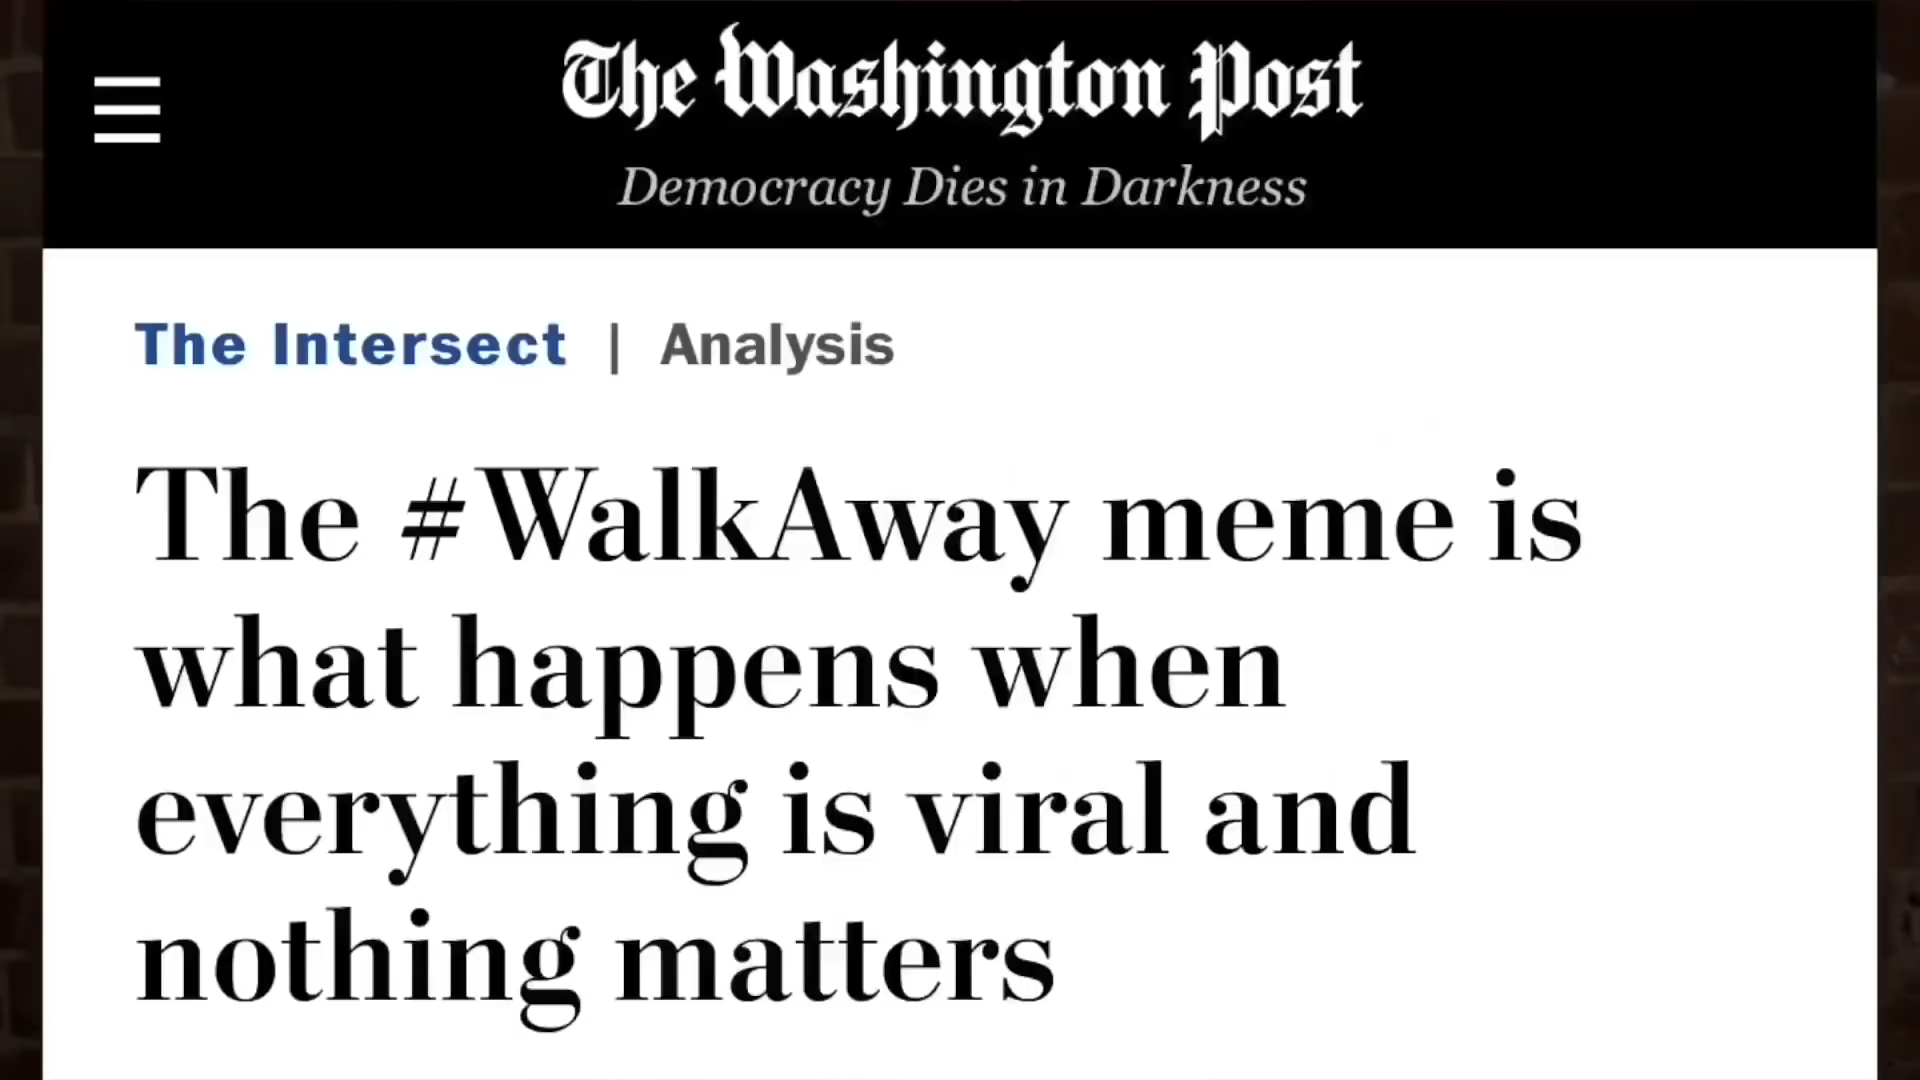 The Washington Post
Democracy Dies in Darkness
The Intersect | Analysis
The #WalkAway meme is
what happens when
everything is viral and
nothing matters